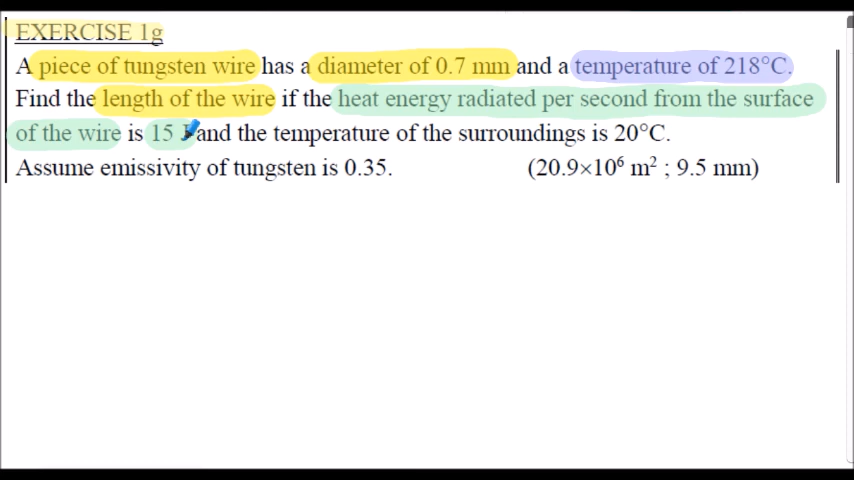 EXERCISE 1g
A piece of tungsten wire has a diameter of 0.7 mm and a temperature of 218°C.
Find the length of the wire if the heat energy radiated per second from the surface
of the wire is 15 J and the temperature of the surroundings is 20°C.
Assume emissivity of tungsten is 0.35. (20.9×10⁶ m² ; 9.5 mm)